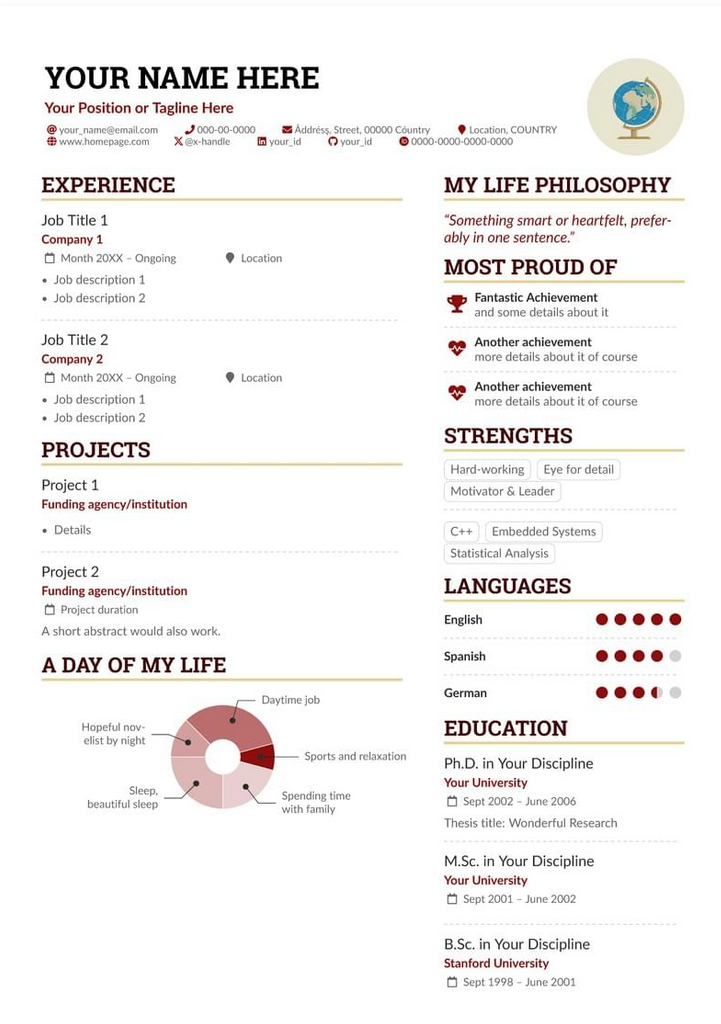 YOUR NAME HERE
Your Position or Tagline Here
your_name@email.com 000-00-0000 Åddréss, Street, 00000 Cóuntry Location, COUNTRY
www.homepage.com @x-handle your_id your_id 0000-0000-0000-0000
EXPERIENCE
Job Title 1
Company 1
Month 20XX – Ongoing Location
• Job description 1
• Job description 2
Job Title 2
Company 2
Month 20XX – Ongoing Location
• Job description 1
• Job description 2
PROJECTS
Project 1
Funding agency/institution
• Details
Project 2
Funding agency/institution
Project duration
A short abstract would also work.
A DAY OF MY LIFE
Daytime job
Hopeful nov-
elist by night
Sports and relaxation
Sleep,
beautiful sleep
Spending time
with family
MY LIFE PHILOSOPHY
“Something smart or heartfelt, prefer-
ably in one sentence.”
MOST PROUD OF
Fantastic Achievement
and some details about it
Another achievement
more details about it of course
Another achievement
more details about it of course
STRENGTHS
Hard-working Eye for detail
Motivator & Leader
C++ Embedded Systems
Statistical Analysis
LANGUAGES
English
Spanish
German
EDUCATION
Ph.D. in Your Discipline
Your University
Sept 2002 – June 2006
Thesis title: Wonderful Research
M.Sc. in Your Discipline
Your University
Sept 2001 – June 2002
B.Sc. in Your Discipline
Stanford University
Sept 1998 – June 2001